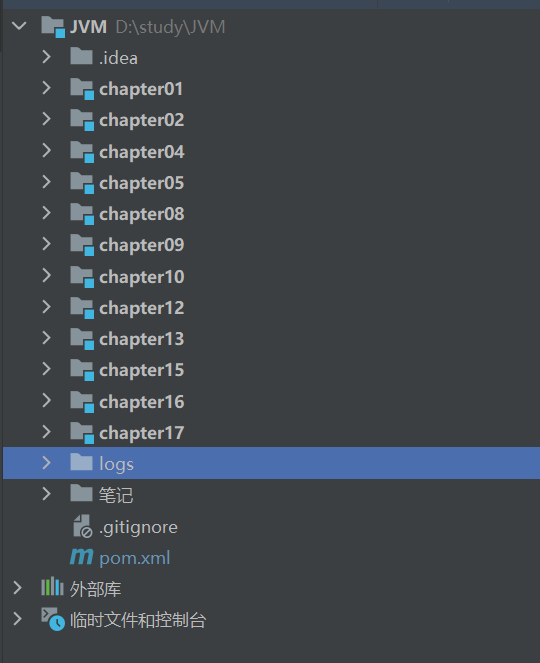 JVM D:\study\JVM
.idea
chapter01
chapter02
chapter04
chapter05
chapter08
chapter09
chapter10
chapter12
chapter13
chapter15
chapter16
chapter17
logs
笔记
.gitignore
pom.xml
外部库
临时文件和控制台